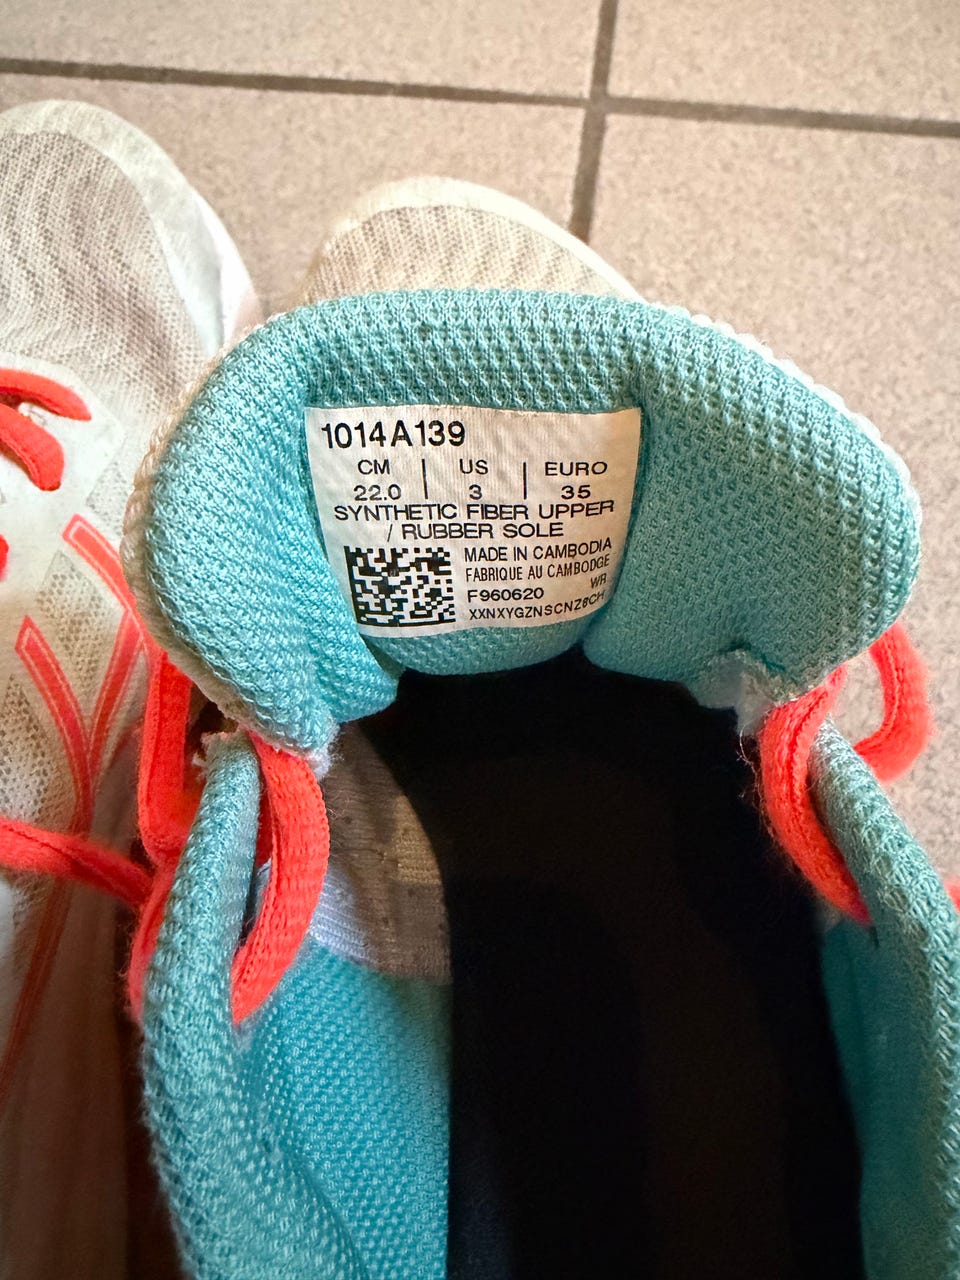 1014A139
CM | US | EURO
22.0 | 3 | 35
SYNTHETIC FIBER UPPER
/ RUBBER SOLE
MADE IN CAMBODIA
FABRIQUE AU CAMBODGE
WR
F960620
XXNXYGZNSCNZ8CH